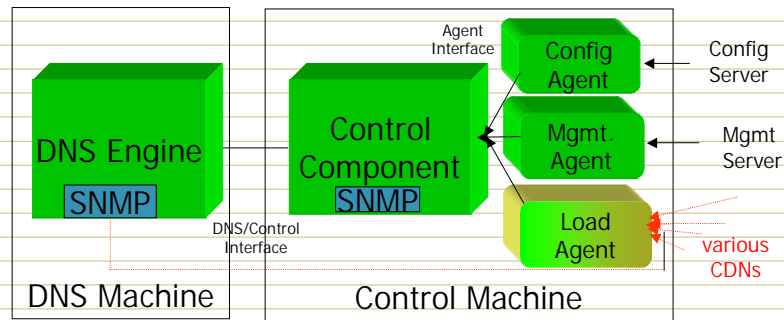 Agent
Interface
Config
Agent
Config
Server
DNS Engine
SNMP
Control
Component
SNMP
Mgmt.
Agent
Mgmt
Server
DNS/Control
Interface
Load
Agent
various
CDNs
DNS Machine
Control Machine